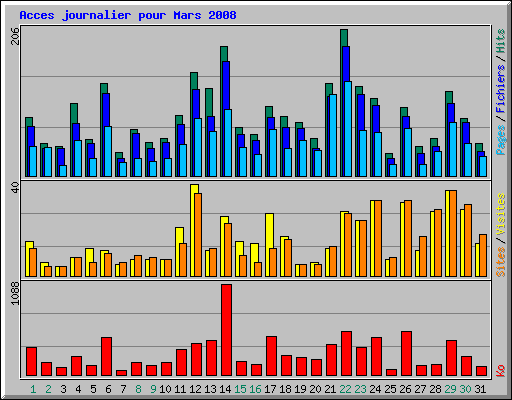 Acces journalier pour Mars 2008
206
Pages / Fichiers / Hits
40
Sites / Visites
1088
Ko
1 2 3 4 5 6 7 8 9 10 11 12 13 14 15 16 17 18 19 20 21 22 23 24 25 26 27 28 29 30 31